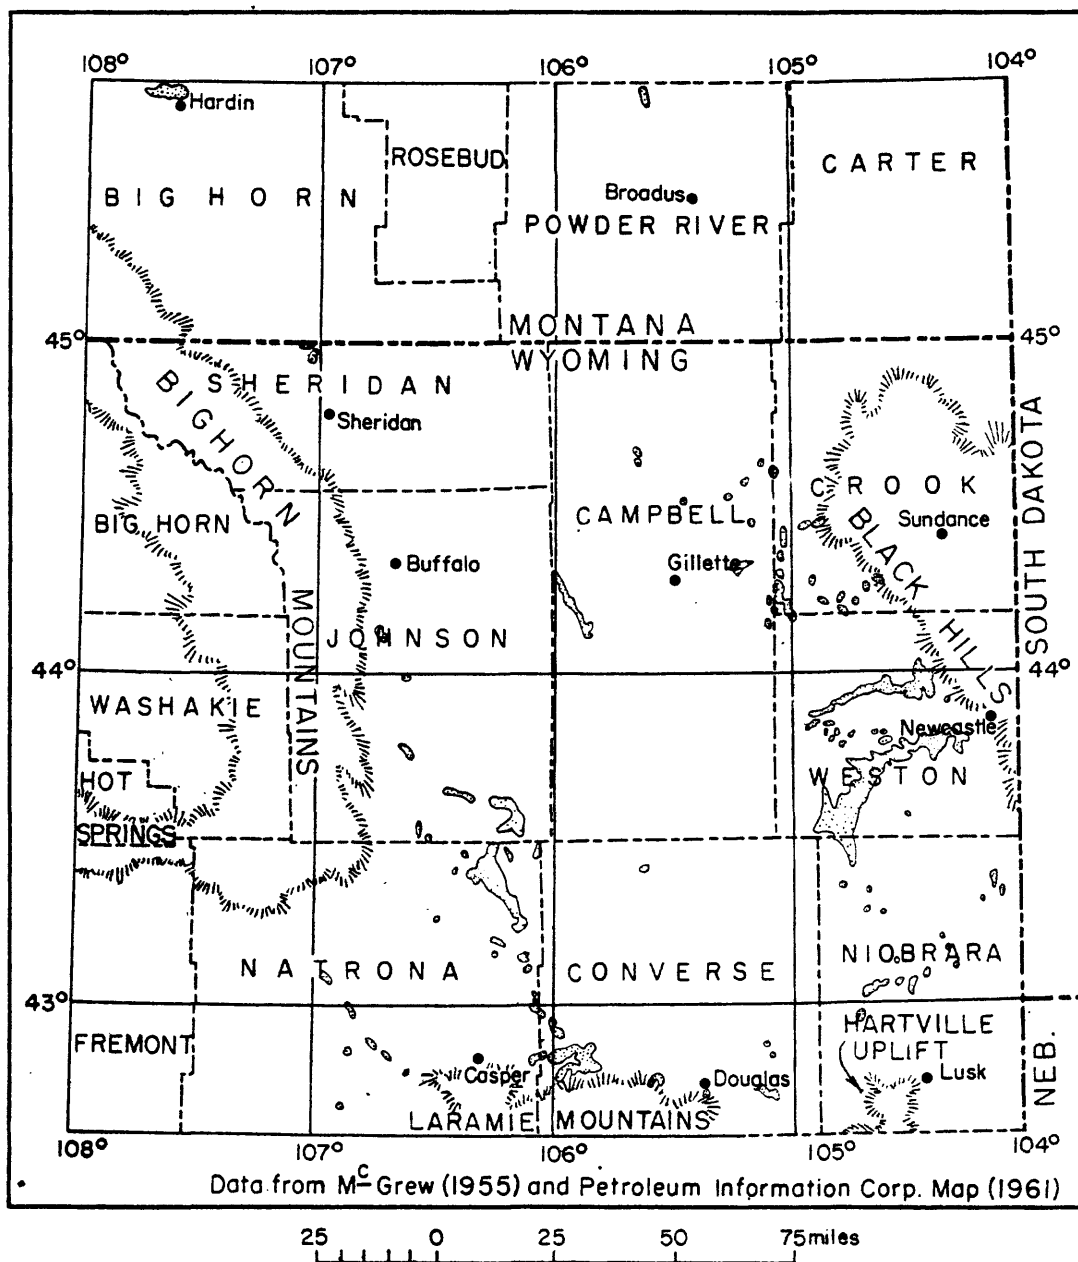 108° 107° 106° 105° 104°
Hardin
ROSEBUD
CARTER
BIG HORN
Broadus
POWDER RIVER
MONTANA
45° 45°
WYOMING
SHERIDAN
BIGHORN
MOUNTAINS
Sheridan
SOUTH DAKOTA
CROOK
BIG HORN
CAMPBELL
Sundance
BLACK
HILLS
Buffalo
Gillette
JOHNSON
44° 44°
WASHAKIE
Newcastle
HOT
SPRINGS
WESTON
NATRONA
CONVERSE
NIOBRARA
43°
FREMONT
HARTVILLE
UPLIFT
NEB.
Casper
Douglas
Lusk
LARAMIE MOUNTAINS
108° 107° 106° 105° 104°
Data from Mc Grew (1955) and Petroleum Information Corp. Map (1961)
25 0 25 50 75 miles